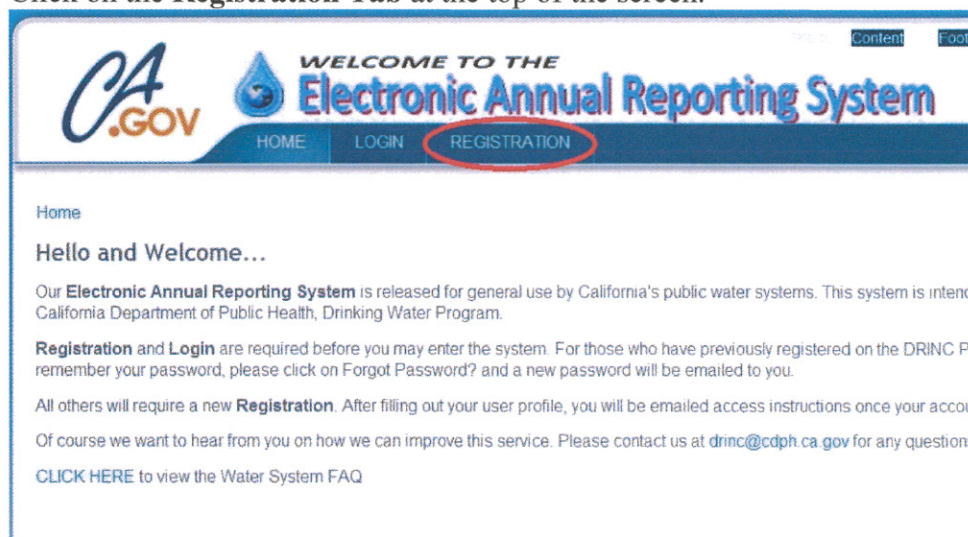 Click on the Registration Tab at the top of the screen.
Content Foot
CA.GOV
WELCOME TO THE
Electronic Annual Reporting System
HOME LOGIN REGISTRATION
Home
Hello and Welcome...
Our Electronic Annual Reporting System is released for general use by California's public water systems. This system is intend
California Department of Public Health, Drinking Water Program.
Registration and Login are required before you may enter the system. For those who have previously registered on the DRINC P
remember your password, please click on Forgot Password? and a new password will be emailed to you.
All others will require a new Registration. After filling out your user profile, you will be emailed access instructions once your accou
Of course we want to hear from you on how we can improve this service. Please contact us at drinc@cdph.ca.gov for any questions
CLICK HERE to view the Water System FAQ